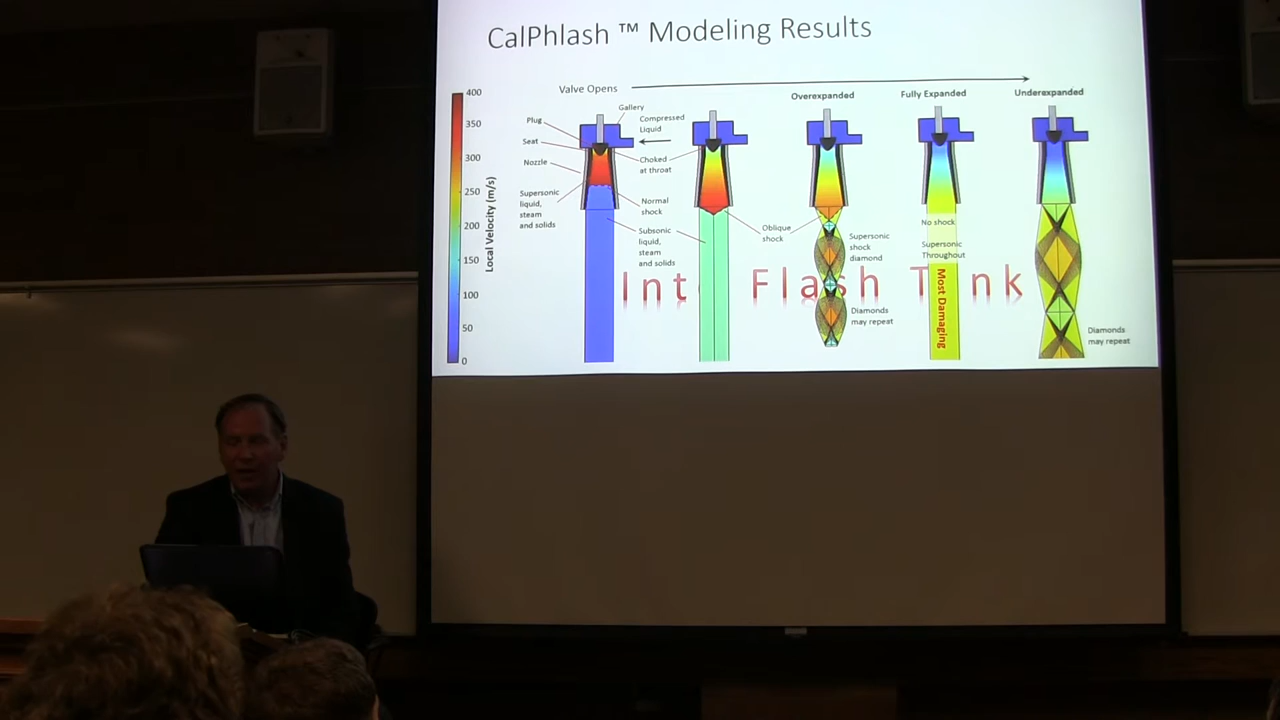 CalPhlash ™ Modeling Results
Valve Opens
Overexpanded
Fully Expanded
Underexpanded
400
350
300
250
200
150
100
50
0
Local Velocity (m/s)
Gallery
Plug
Compressed
Liquid
Seat
Nozzle
Choked
at throat
Supersonic
liquid,
steam
and solids
Normal
shock
Subsonic
liquid,
steam
and solids
Oblique
shock
Supersonic
shock
diamond
No shock
Supersonic
Throughout
Most Damaging
Diamonds
may repeat
Diamonds
may repeat
Flash